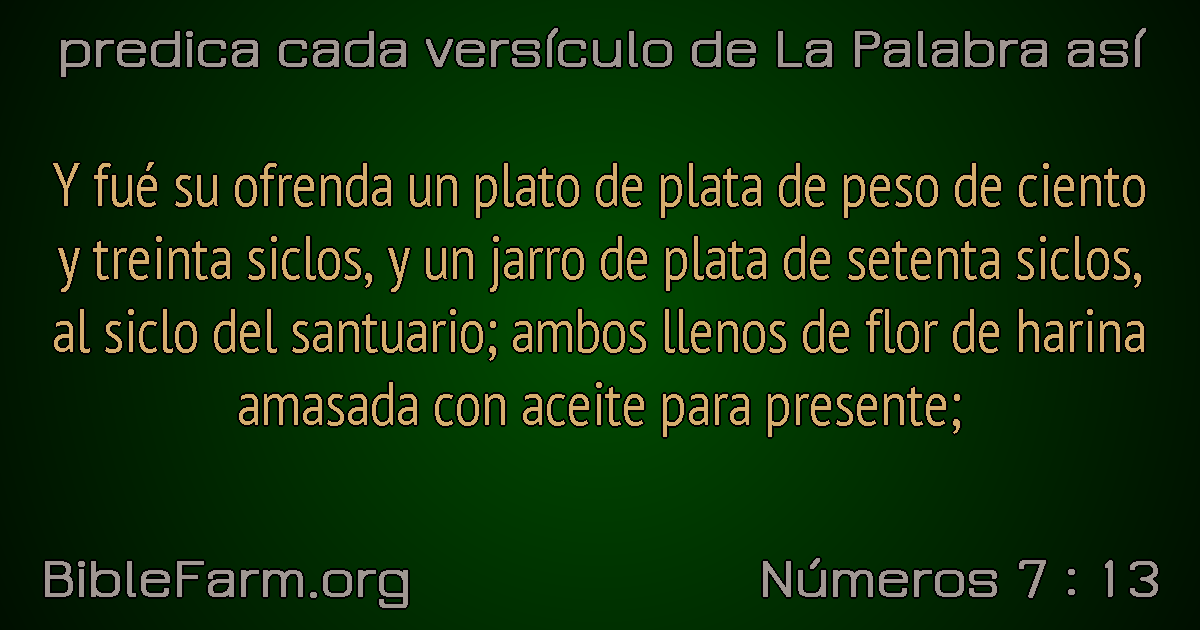 predica cada versículo de La Palabra así
Y fué su ofrenda un plato de plata de peso de ciento
y treinta siclos, y un jarro de plata de setenta siclos,
al siclo del santuario; ambos llenos de flor de harina
amasada con aceite para presente;
BibleFarm.org
Números 7 : 13